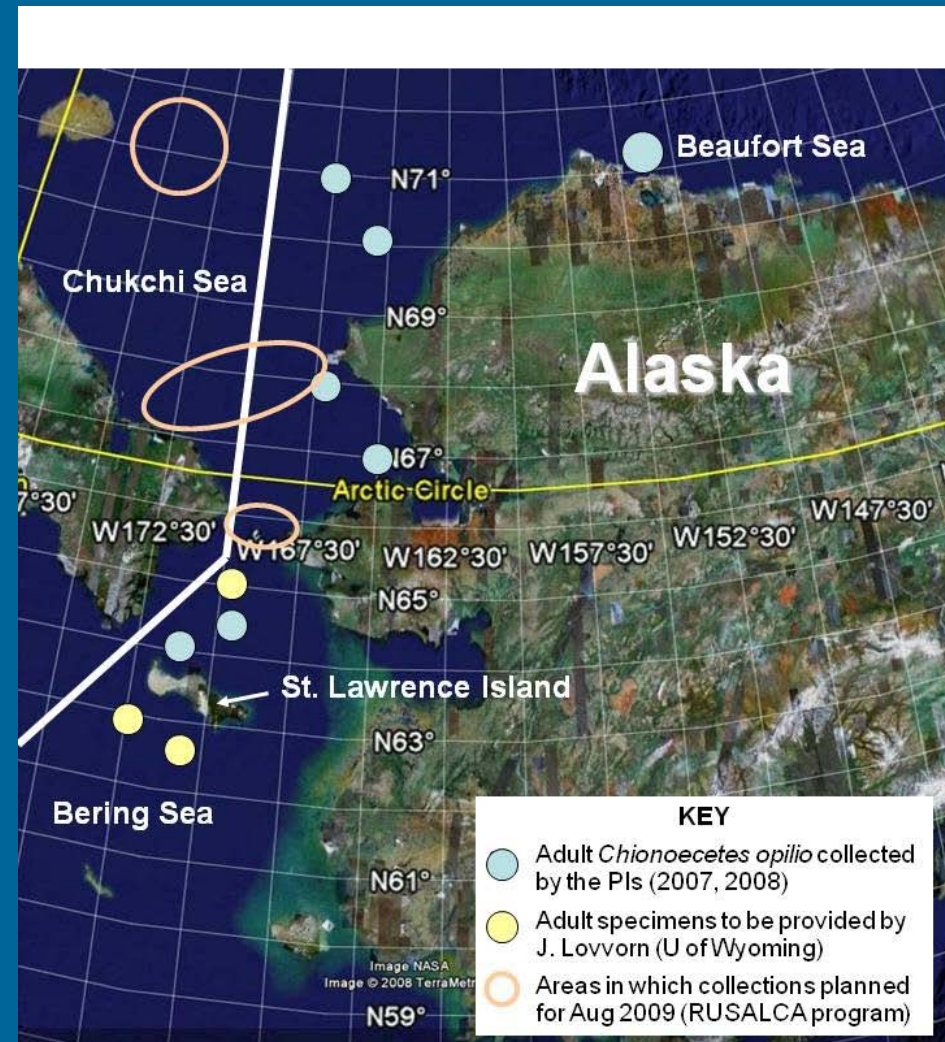 Beaufort Sea
N71°
Chukchi Sea
N69°
Alaska
N67°
Arctic Circle
7°30'
W172°30'
W167°30'
W162°30'
W157°30'
W152°30'
W147°30'
N65°
St. Lawrence Island
N63°
Bering Sea
KEY
Adult Chionoecetes opilio collected
by the PIs (2007, 2008)
Adult specimens to be provided by
J. Lovvorn (U of Wyoming)
Areas in which collections planned
for Aug 2009 (RUSALCA program)
N61°
Image NASA
Image © 2008 TerraMetr
N59°